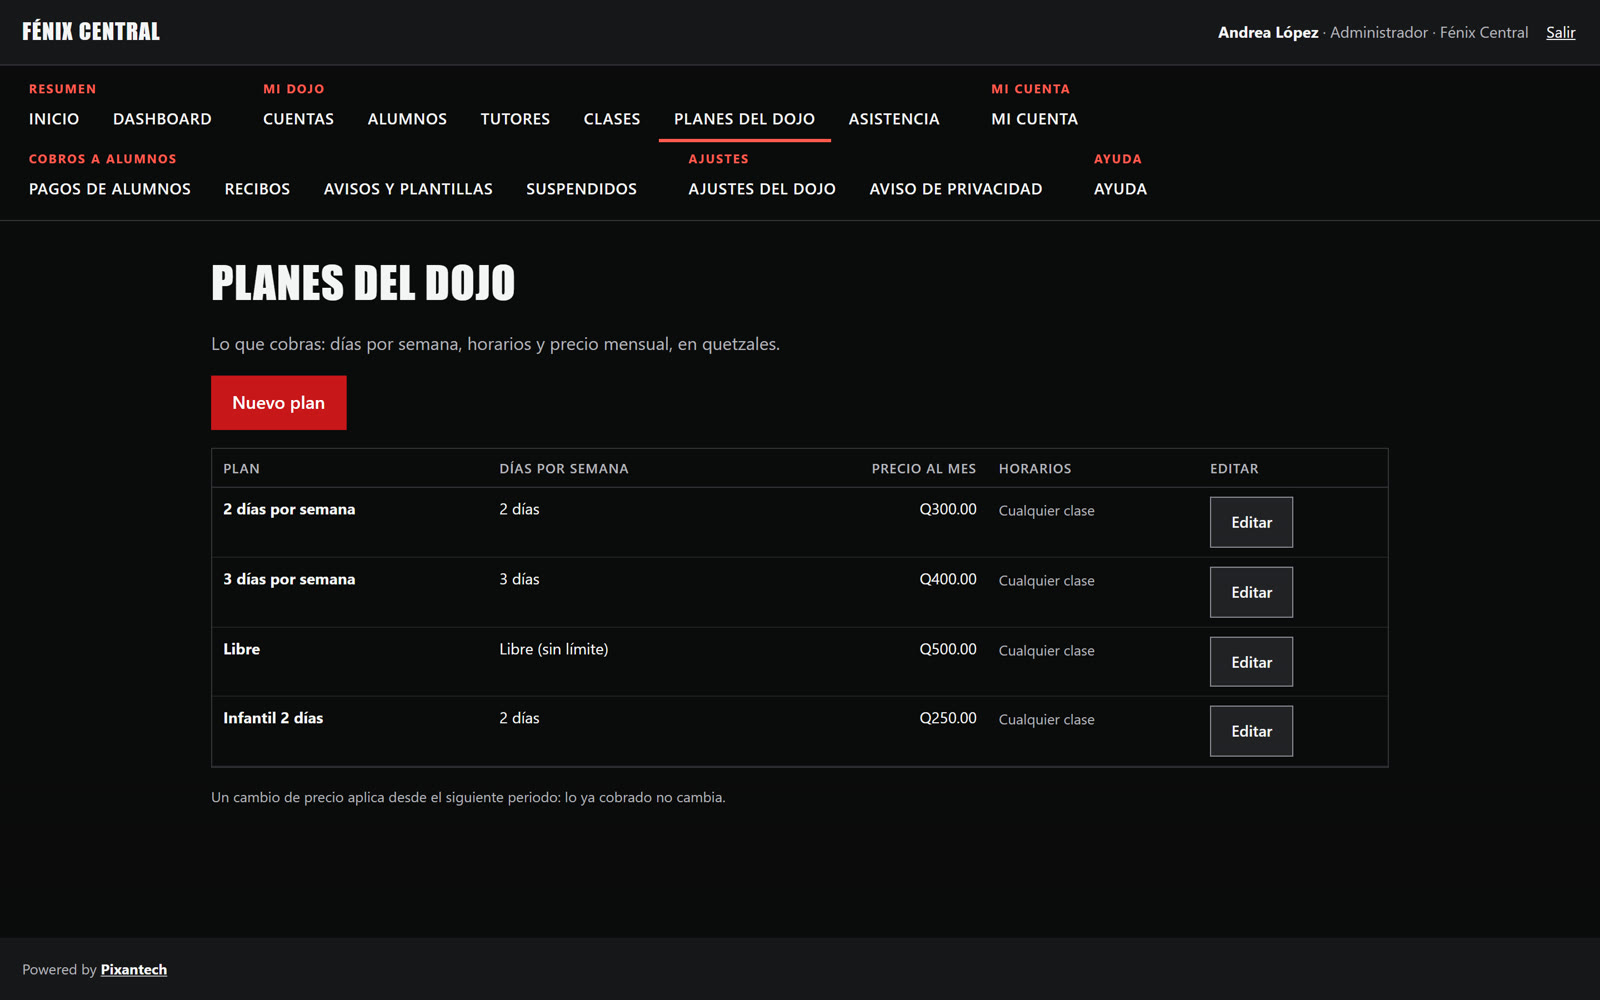 FÉNIX CENTRAL
Andrea López · Administrador · Fénix Central Salir
RESUMEN MI DOJO MI CUENTA
INICIO DASHBOARD CUENTAS ALUMNOS TUTORES CLASES PLANES DEL DOJO ASISTENCIA MI CUENTA
COBROS A ALUMNOS AJUSTES AYUDA
PAGOS DE ALUMNOS RECIBOS AVISOS Y PLANTILLAS SUSPENDIDOS AJUSTES DEL DOJO AVISO DE PRIVACIDAD AYUDA
PLANES DEL DOJO
Lo que cobras: días por semana, horarios y precio mensual, en quetzales.
Nuevo plan
PLAN DÍAS POR SEMANA PRECIO AL MES HORARIOS EDITAR
2 días por semana 2 días Q300.00 Cualquier clase Editar
3 días por semana 3 días Q400.00 Cualquier clase Editar
Libre Libre (sin límite) Q500.00 Cualquier clase Editar
Infantil 2 días 2 días Q250.00 Cualquier clase Editar
Un cambio de precio aplica desde el siguiente periodo: lo ya cobrado no cambia.
Powered by Pixantech